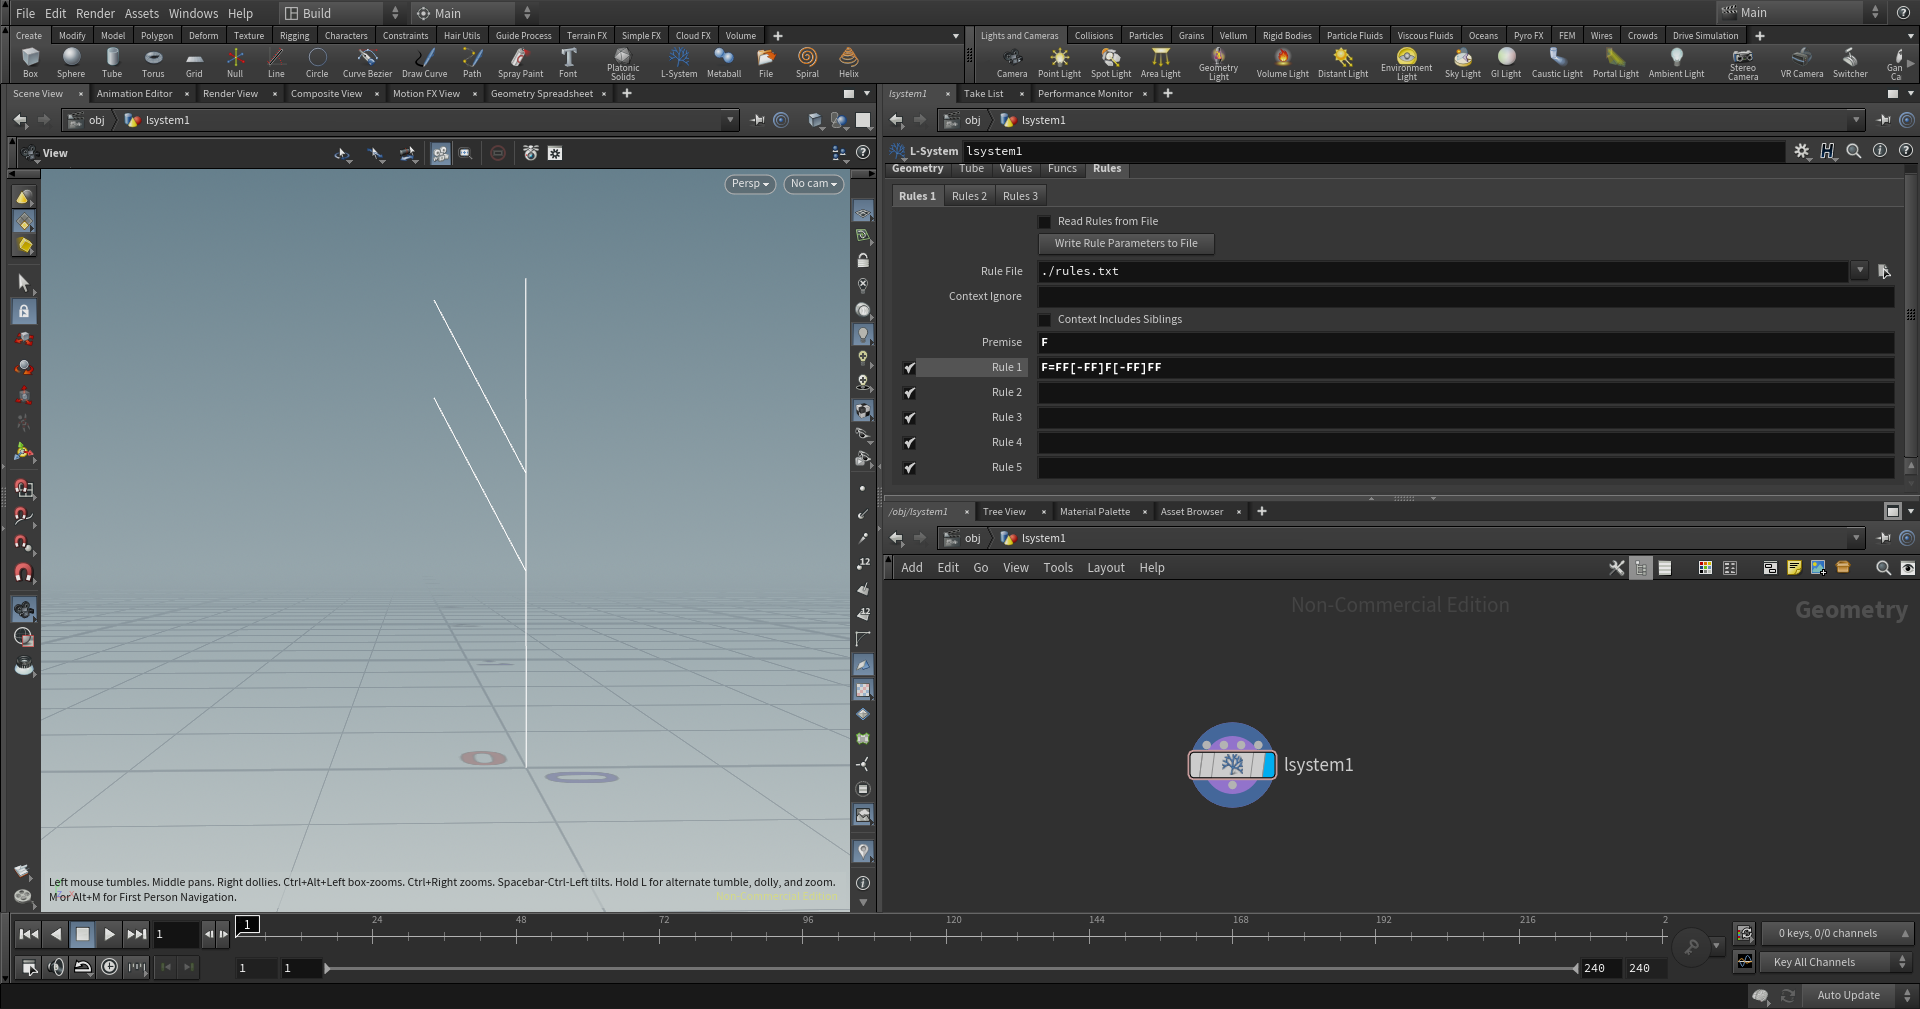 File Edit Render Assets Windows Help Build Main Main
Create Modify Model Polygon Deform Texture Rigging Characters Constraints Hair Utils Guide Process Terrain FX Simple FX Cloud FX Volume
Box Sphere Tube Torus Grid Null Line Circle Curve Bezier Draw Curve Path Spray Paint Font Platonic Solids L-System Metaball File Spiral Helix
Lights and Cameras Collisions Particles Grains Vellum Rigid Bodies Particle Fluids Viscous Fluids Oceans Pyro FX FEM Wires Crowds Drive Simulation
Camera Point Light Spot Light Area Light Geometry Light Volume Light Distant Light Environment Light Sky Light GI Light Caustic Light Portal Light Ambient Light Stereo Camera VR Camera Switcher Gan Ca
Scene View Animation Editor Render View Composite View Motion FX View Geometry Spreadsheet
obj lsystem1
View
Persp No cam
12
12
Left mouse tumbles. Middle pans. Right dollies. Ctrl+Alt+Left box-zooms. Ctrl+Right zooms. Spacebar-Ctrl-Left tilts. Hold L for alternate tumble, dolly, and zoom.
M or Alt+M for First Person Navigation.
Non-Commercial Edition
lsystem1 Take List Performance Monitor
obj lsystem1
L-System lsystem1
Geometry Tube Values Funcs Rules
Rules 1 Rules 2 Rules 3
Read Rules from File
Write Rule Parameters to File
Rule File ./rules.txt
Context Ignore
Context Includes Siblings
Premise F
Rule 1 F=FF[-FF]F[-FF]FF
Rule 2
Rule 3
Rule 4
Rule 5
/obj/lsystem1 Tree View Material Palette Asset Browser
obj lsystem1
Add Edit Go View Tools Layout Help
Non-Commercial Edition Geometry
lsystem1
1 1 24 48 72 96 120 144 168 192 216 2
0 keys, 0/0 channels
1 1 240 240
Key All Channels
Auto Update